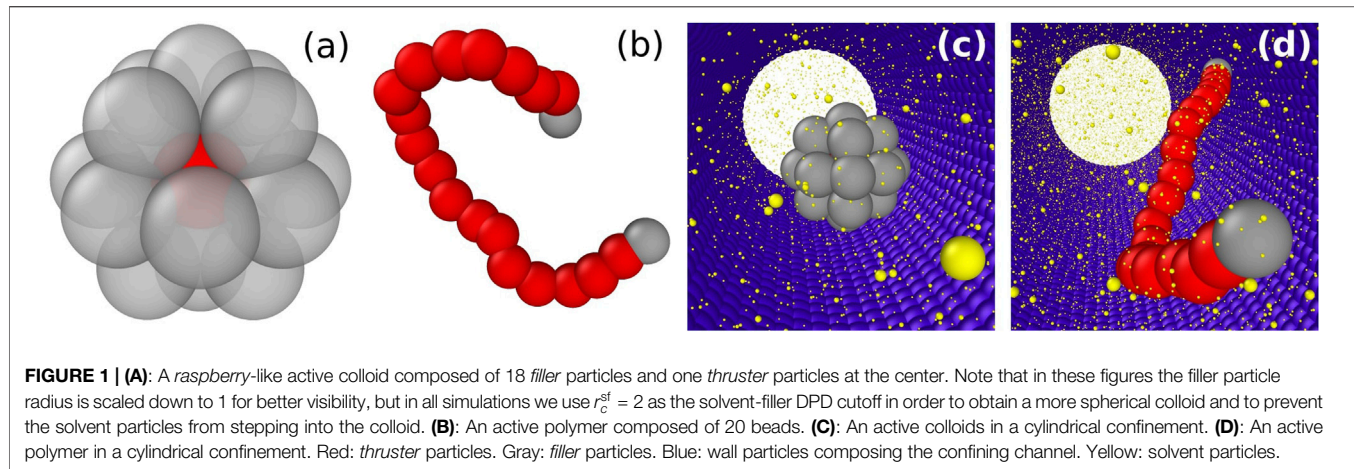 (a)
(b)
(c)
(d)
FIGURE 1 | (A): A raspberry-like active colloid composed of 18 filler particles and one thruster particles at the center. Note that in these figures the filler particle
radius is scaled down to 1 for better visibility, but in all simulations we use r_c^sf = 2 as the solvent-filler DPD cutoff in order to obtain a more spherical colloid and to prevent
the solvent particles from stepping into the colloid. (B): An active polymer composed of 20 beads. (C): An active colloids in a cylindrical confinement. (D): An active
polymer in a cylindrical confinement. Red: thruster particles. Gray: filler particles. Blue: wall particles composing the confining channel. Yellow: solvent particles.